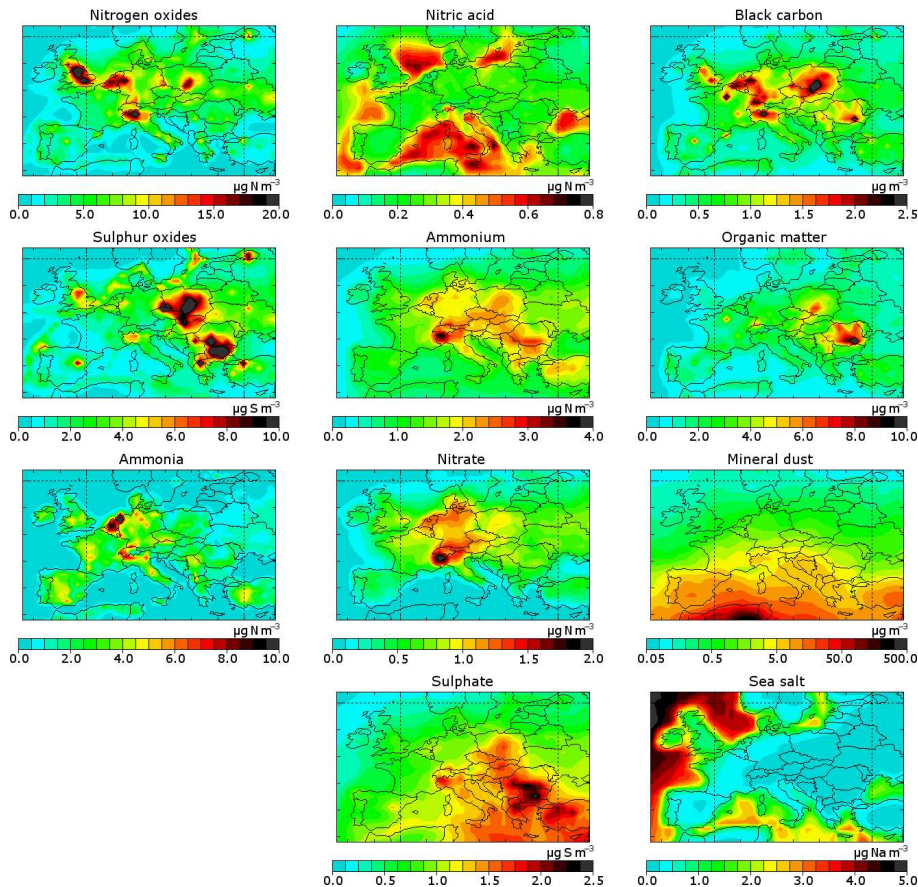 Nitrogen oxides
Nitric acid
Black carbon
µg N m⁻³
µg N m⁻³
µg m⁻³
0.0 5.0 10.0 15.0 20.0
0.0 0.2 0.4 0.6 0.8
0.0 0.5 1.0 1.5 2.0 2.5
Sulphur oxides
Ammonium
Organic matter
µg S m⁻³
µg N m⁻³
µg m⁻³
0.0 2.0 4.0 6.0 8.0 10.0
0.0 1.0 2.0 3.0 4.0
0.0 2.0 4.0 6.0 8.0 10.0
Ammonia
Nitrate
Mineral dust
µg N m⁻³
µg N m⁻³
µg m⁻³
0.0 2.0 4.0 6.0 8.0 10.0
0.0 0.5 1.0 1.5 2.0
0.05 0.5 5.0 50.0 500.0
Sulphate
Sea salt
µg S m⁻³
µg Na m⁻³
0.0 0.5 1.0 1.5 2.0 2.5
0.0 1.0 2.0 3.0 4.0 5.0